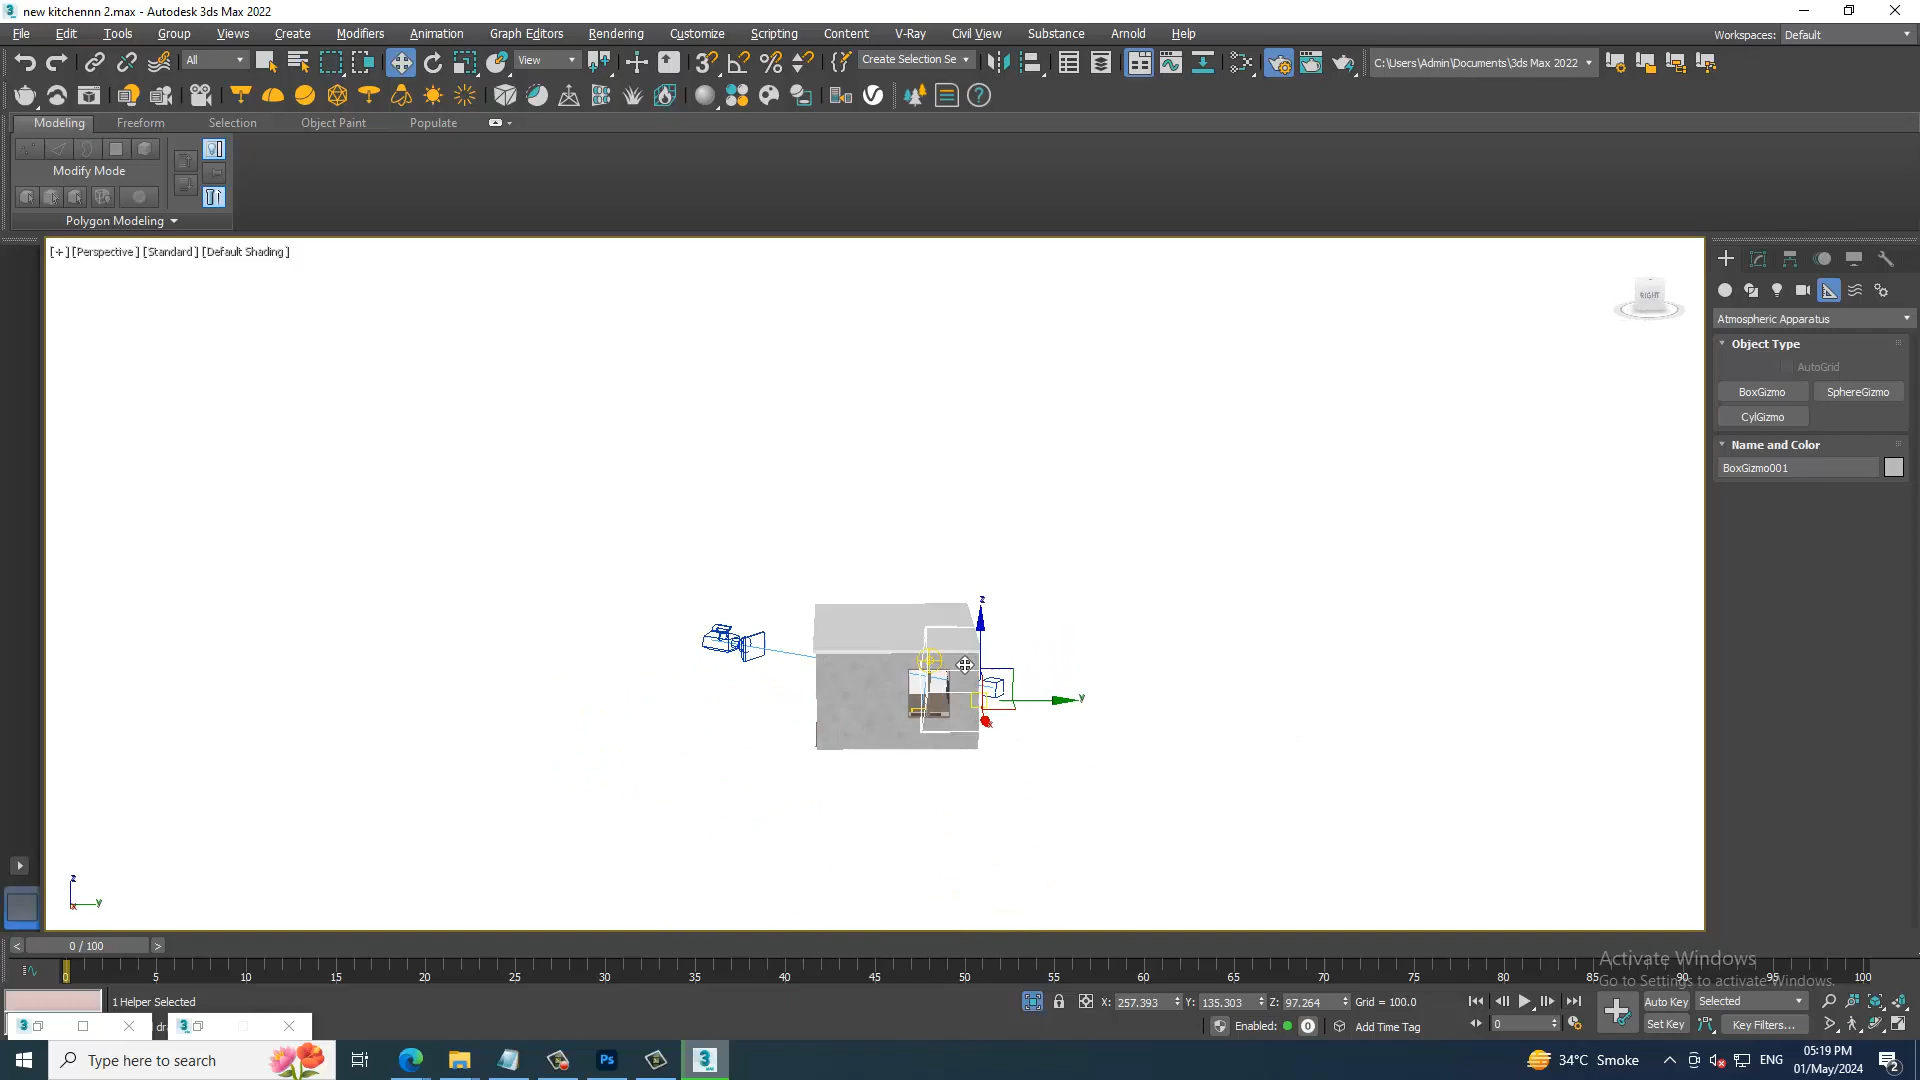 new kitchennn 2.max - Autodesk 3ds Max 2022
File Edit Tools Group Views Create Modifiers Animation Graph Editors Rendering Customize Scripting Content V-Ray Civil View Substance Arnold Help Workspaces: Default
All View Create Selection Se C:\Users\Admin\Documents\3ds Max 2022
Modeling Freeform Selection Object Paint Populate
Modify Mode
Polygon Modeling
[+] [Perspective] [Standard] [Default Shading]
RIGHT
Atmospheric Apparatus
Object Type
AutoGrid
BoxGizmo SphereGizmo
CylGizmo
Name and Color
BoxGizmo001
z
y
x
z
x y
< 0 / 100 >
0 5 10 15 20 25 30 35 40 45 50 55 60 65 70 75 80 85 90 95 100
Activate Windows
Go to Settings to activate Windows.
1 Helper Selected X: 257.393 Y: 135.303 Z: 97.264 Grid = 100.0 Auto Key Selected
Enabled: 0 Add Time Tag 0 Set Key Key Filters...
Type here to search Ps 34°C Smoke ENG 05:19 PM
01/May/2024 2